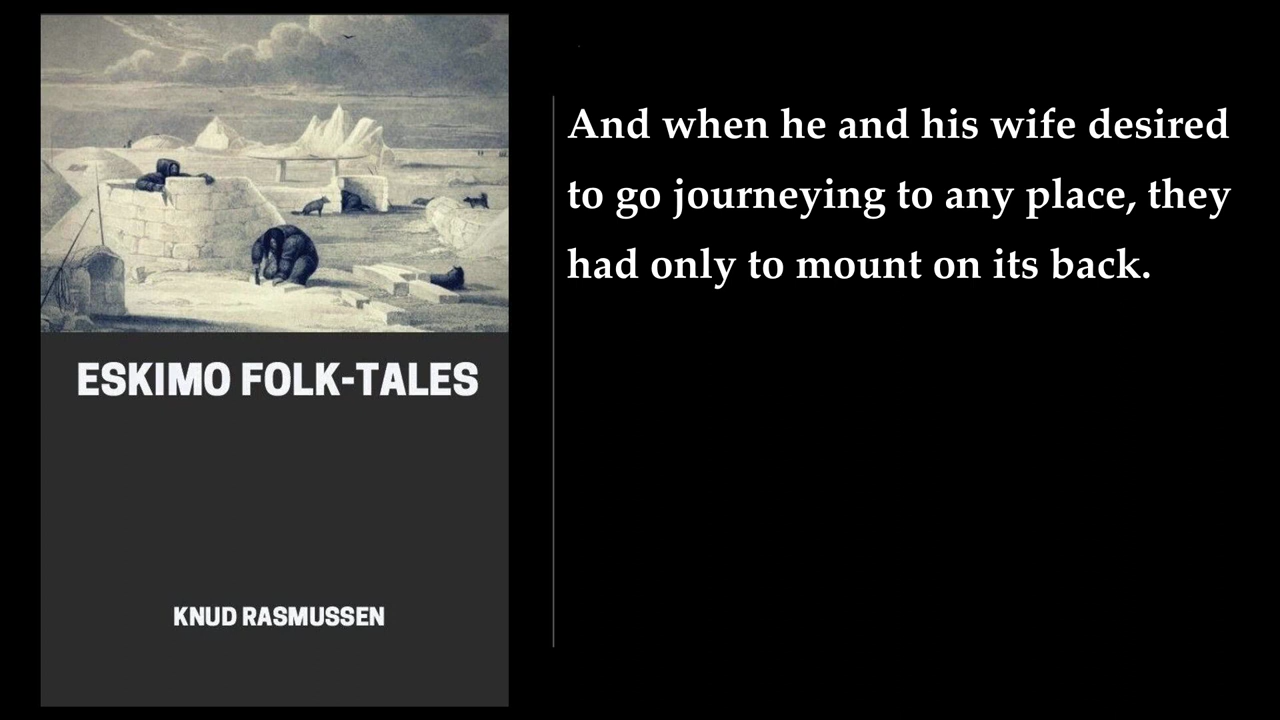 ESKIMO FOLK-TALES
KNUD RASMUSSEN
And when he and his wife desired
to go journeying to any place, they
had only to mount on its back.